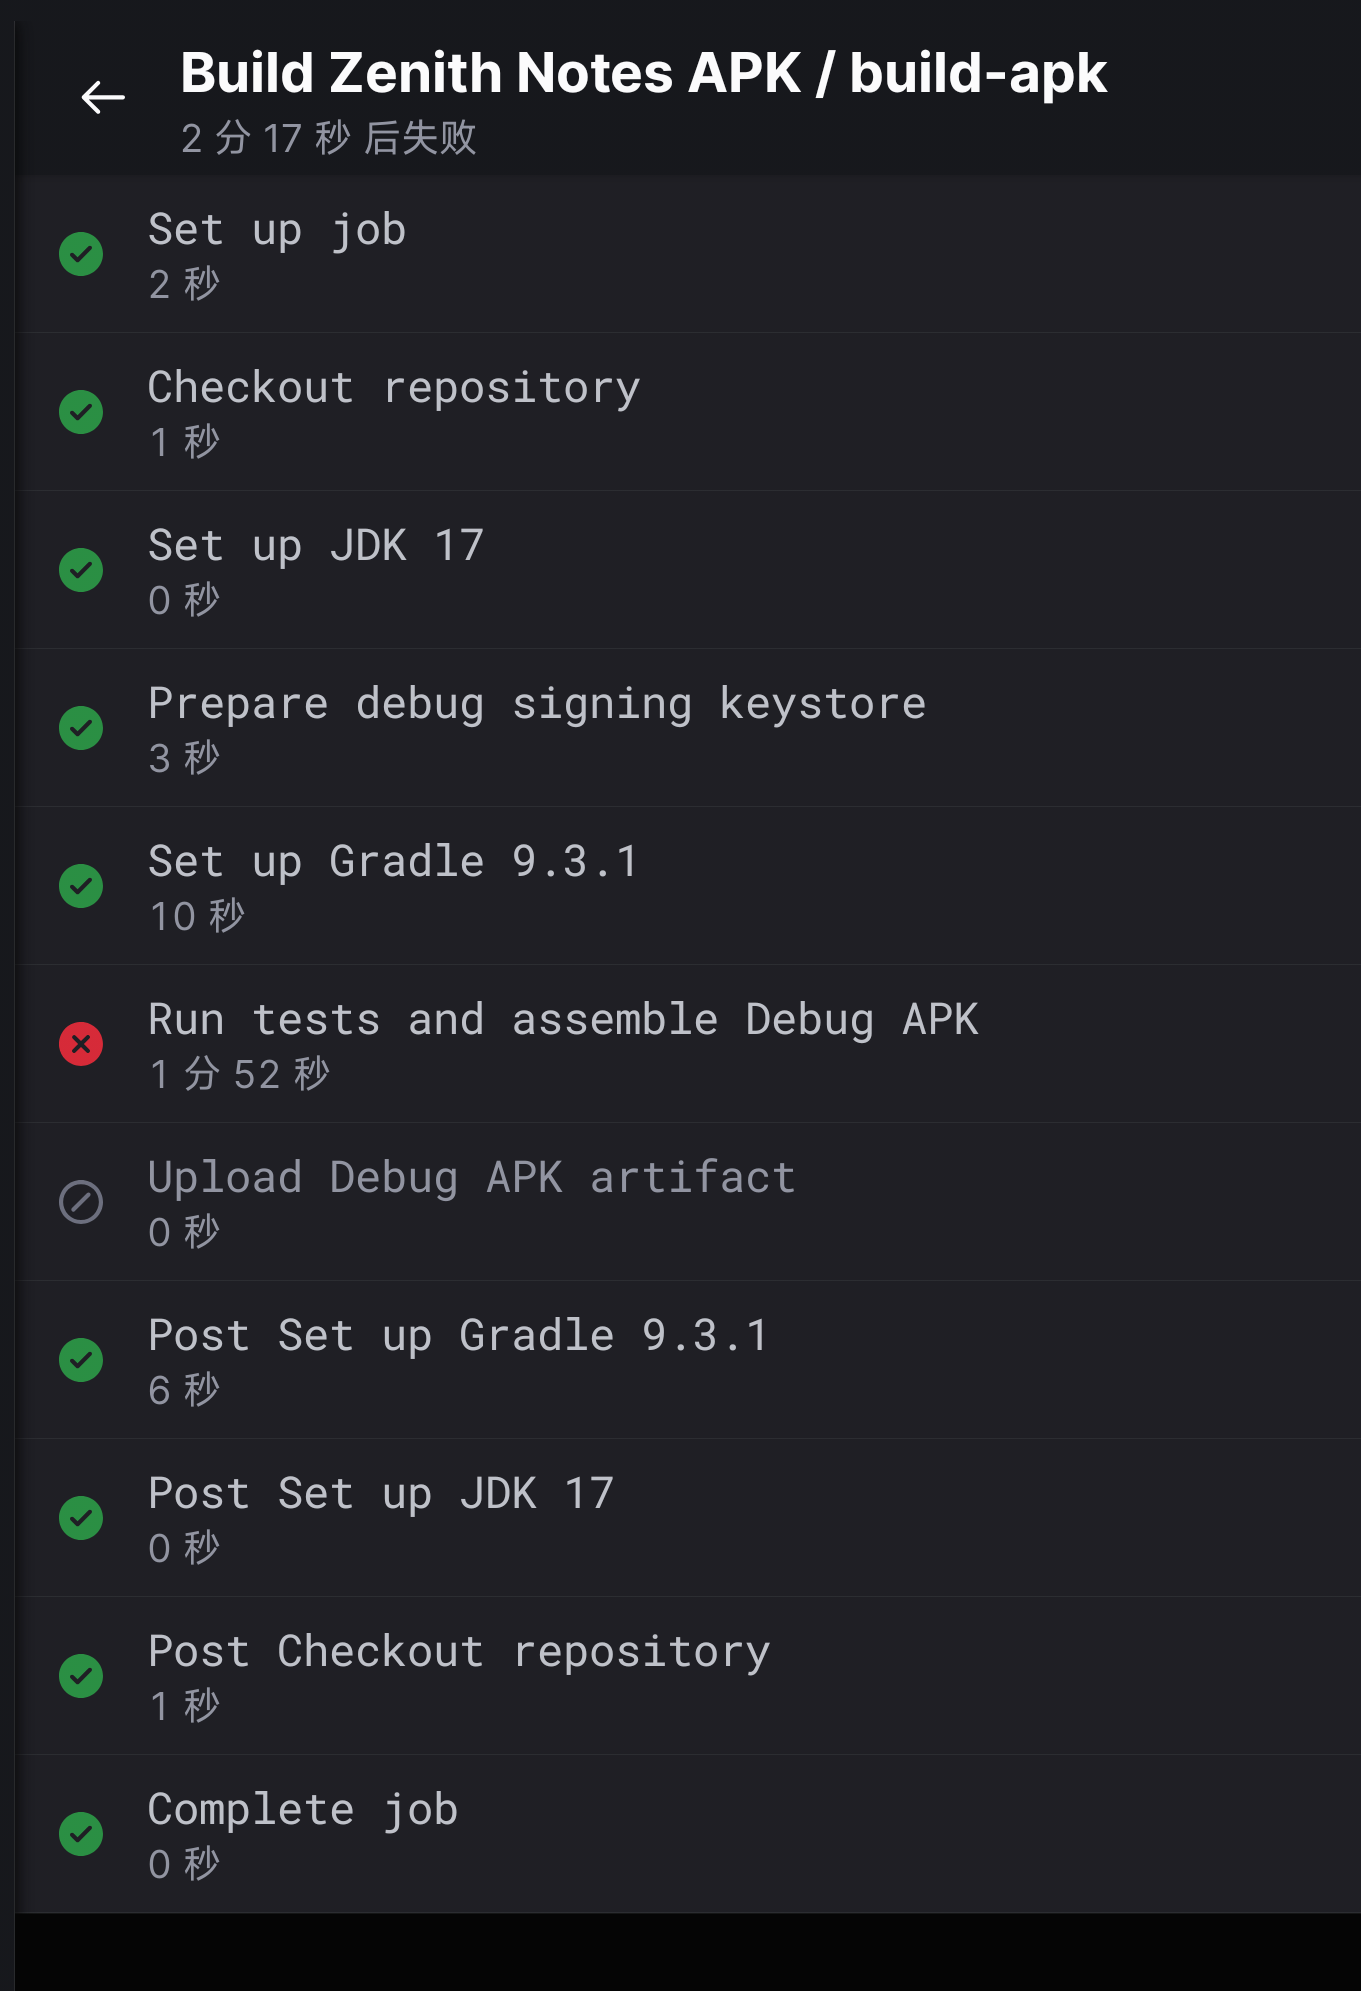 Build Zenith Notes APK / build-apk
2 分 17 秒 后失败
Set up job
2 秒
Checkout repository
1 秒
Set up JDK 17
0 秒
Prepare debug signing keystore
3 秒
Set up Gradle 9.3.1
10 秒
Run tests and assemble Debug APK
1 分 52 秒
Upload Debug APK artifact
0 秒
Post Set up Gradle 9.3.1
6 秒
Post Set up JDK 17
0 秒
Post Checkout repository
1 秒
Complete job
0 秒